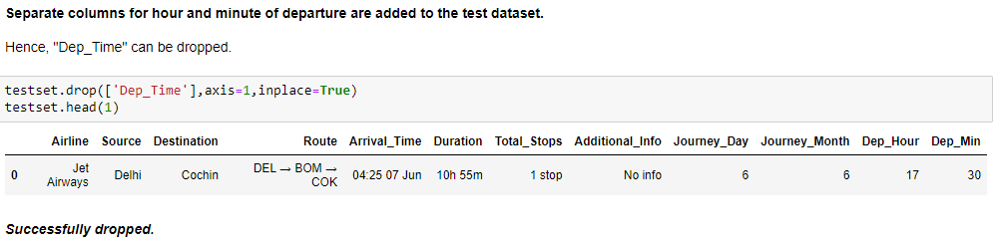 Separate columns for hour and minute of departure are added to the test dataset.
Hence, "Dep_Time" can be dropped.
testset.drop(['Dep_Time'],axis=1,inplace=True)
testset.head(1)
Airline Source Destination Route Arrival_Time Duration Total_Stops Additional_Info Journey_Day Journey_Month Dep_Hour Dep_Min
0 Jet Airways Delhi Cochin DEL → BOM → COK 04:25 07 Jun 10h 55m 1 stop No info 6 6 17 30
Successfully dropped.